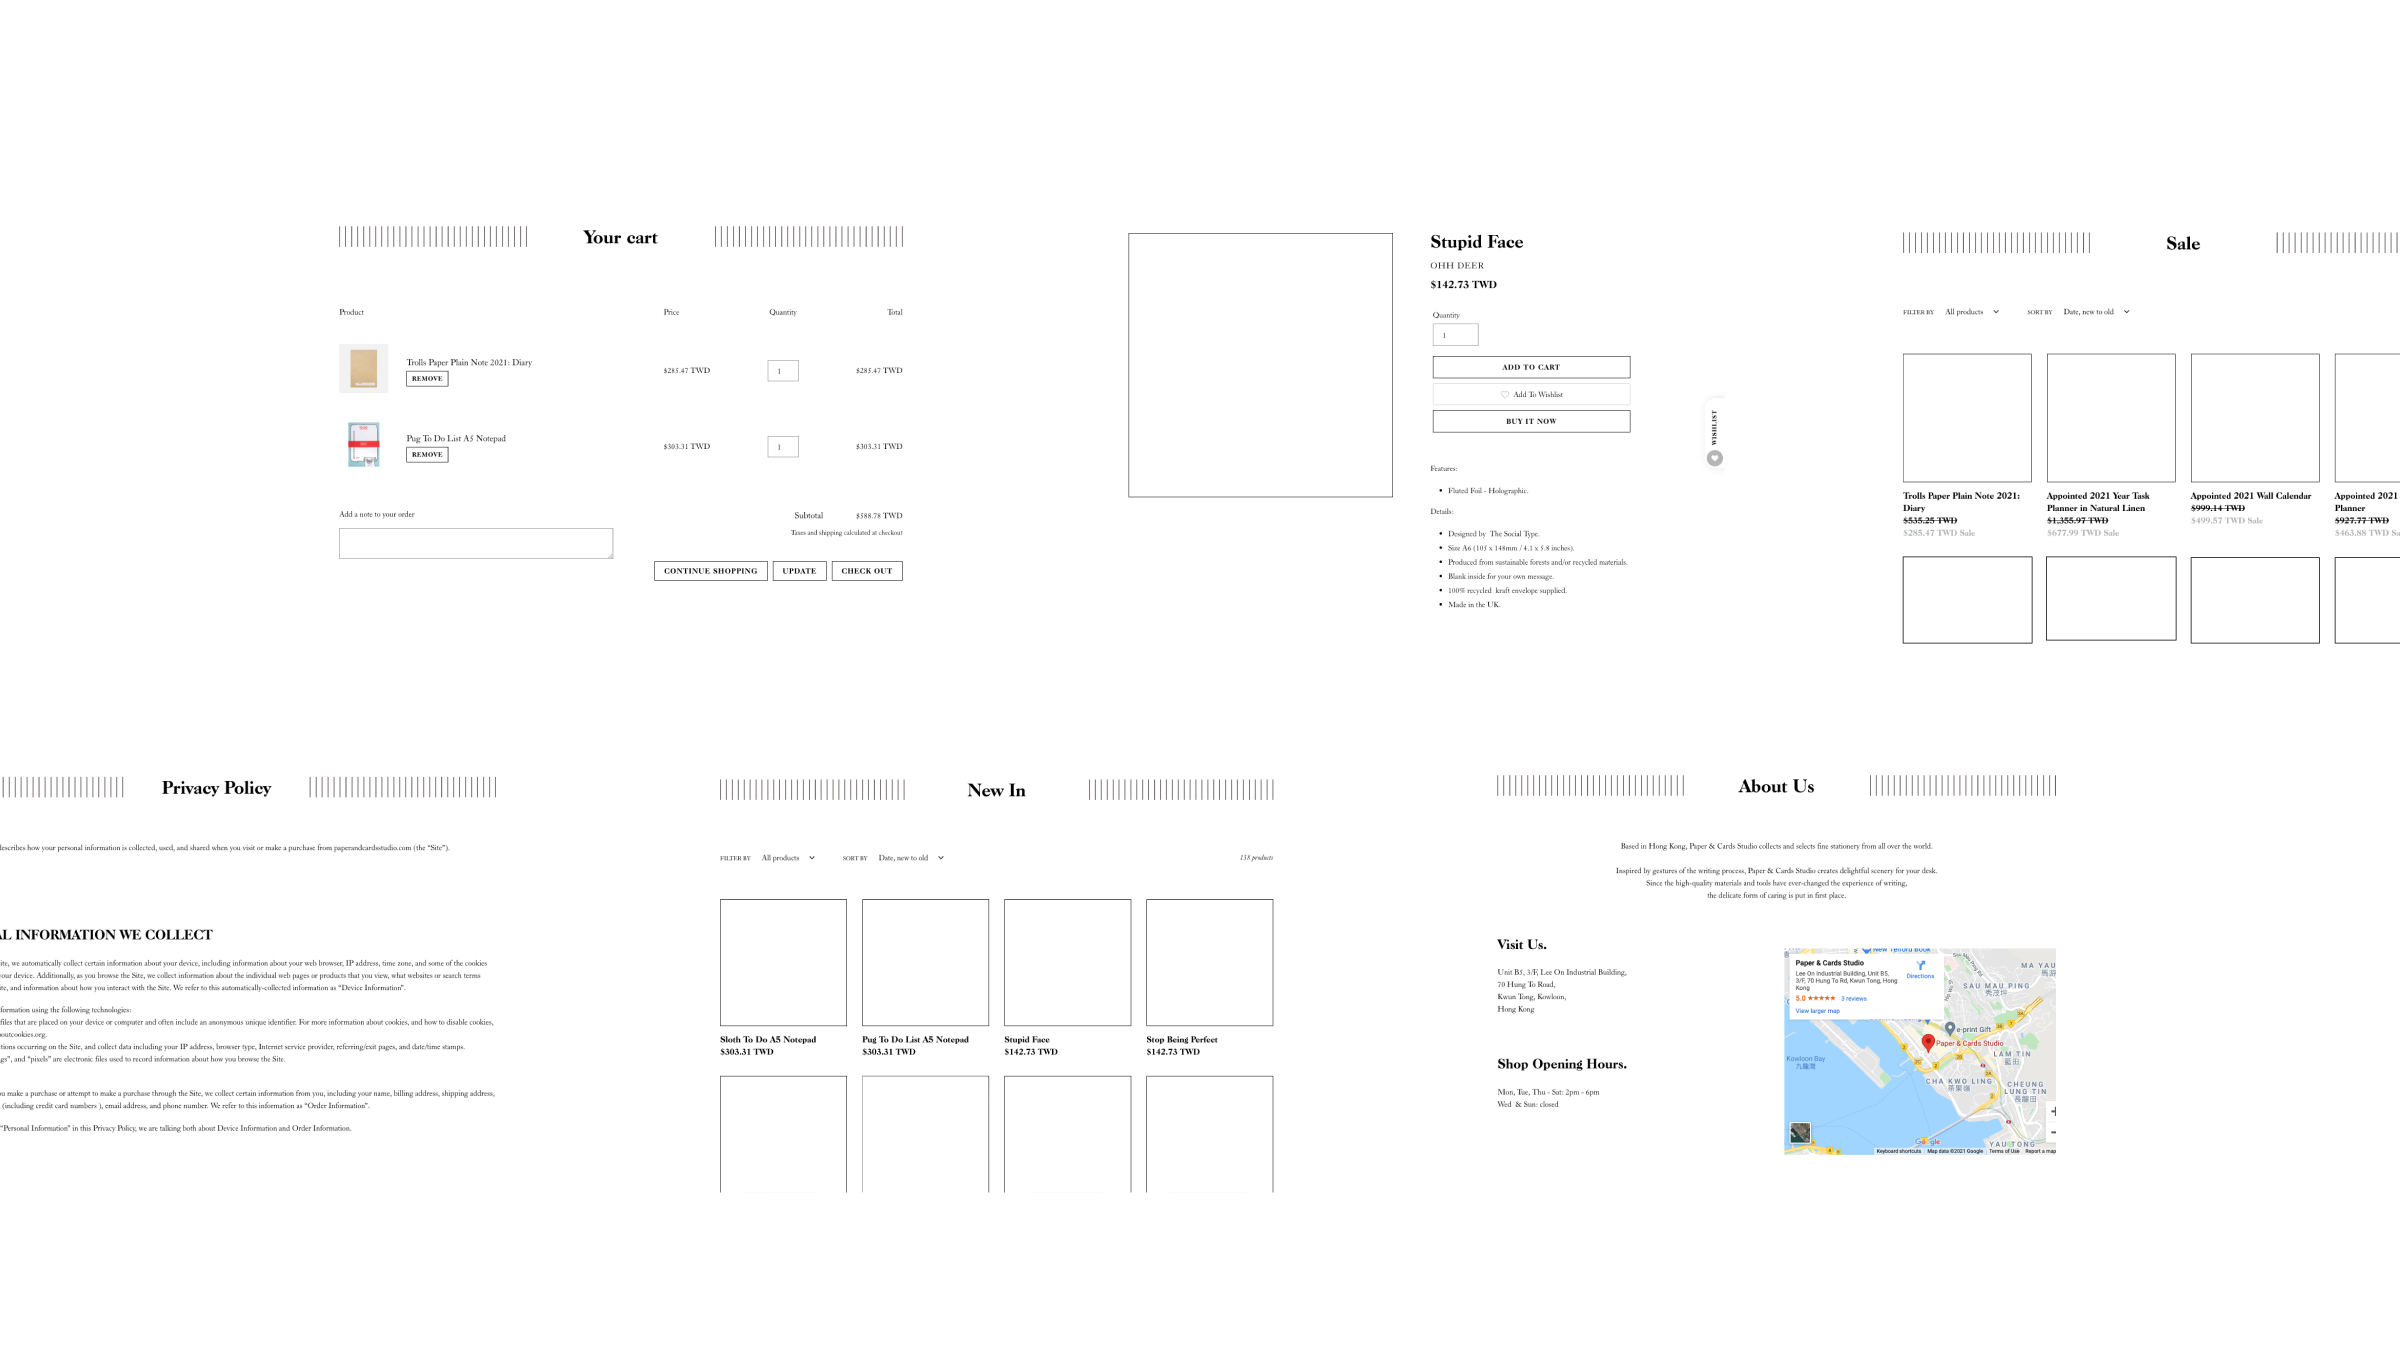 Your cart
Product Price Quantity Total
Trolls Paper Plain Note 2021: Diary
REMOVE
$285.47 TWD 1 $285.47 TWD
Pug To Do List A5 Notepad
REMOVE
$303.31 TWD 1 $303.31 TWD
Add a note to your order
Subtotal $588.78 TWD
Taxes and shipping calculated at checkout
CONTINUE SHOPPING UPDATE CHECK OUT
Stupid Face
OHH DEER
$142.73 TWD
Quantity
1
ADD TO CART
Add To Wishlist
BUY IT NOW
WISHLIST
Features:
• Fluted Foil - Holographic.
Details:
• Designed by The Social Type.
• Size A6 (105 x 148mm / 4.1 x 5.8 inches).
• Produced from sustainable forests and/or recycled materials.
• Blank inside for your own message.
• 100% recycled kraft envelope supplied.
• Made in the UK.
Sale
FILTER BY All products SORT BY Date, new to old
Trolls Paper Plain Note 2021:
Diary
$535.25 TWD
$285.47 TWD Sale
Appointed 2021 Year Task
Planner in Natural Linen
$1,355.97 TWD
$677.99 TWD Sale
Appointed 2021 Wall Calendar
$999.14 TWD
$499.57 TWD Sale
Appointed 2021
Planner
$927.77 TWD
$463.88 TWD Sa
Privacy Policy
describes how your personal information is collected, used, and shared when you visit or make a purchase from paperandcardsstudio.com (the “Site”).
AL INFORMATION WE COLLECT
ite, we automatically collect certain information about your device, including information about your web browser, IP address, time zone, and some of the cookies
your device. Additionally, as you browse the Site, we collect information about the individual web pages or products that you view, what websites or search terms
ite, and information about how you interact with the Site. We refer to this automatically-collected information as “Device Information”.
formation using the following technologies:
files that are placed on your device or computer and often include an anonymous unique identifier. For more information about cookies, and how to disable cookies,
boutcookies.org.
tions occurring on the Site, and collect data including your IP address, browser type, Internet service provider, referring/exit pages, and date/time stamps.
gs”, and “pixels” are electronic files used to record information about how you browse the Site.
ou make a purchase or attempt to make a purchase through the Site, we collect certain information from you, including your name, billing address, shipping address,
(including credit card numbers ), email address, and phone number. We refer to this information as “Order Information”.
“Personal Information” in this Privacy Policy, we are talking both about Device Information and Order Information.
New In
FILTER BY All products SORT BY Date, new to old 138 products
Sloth To Do A5 Notepad
$303.31 TWD
Pug To Do List A5 Notepad
$303.31 TWD
Stupid Face
$142.73 TWD
Stop Being Perfect
$142.73 TWD
About Us
Based in Hong Kong, Paper & Cards Studio collects and selects fine stationery from all over the world.
Inspired by gestures of the writing process, Paper & Cards Studio creates delightful scenery for your desk.
Since the high-quality materials and tools have ever-changed the experience of writing,
the delicate form of caring is put in first place.
Visit Us.
Unit B5, 3/F, Lee On Industrial Building,
70 Hung To Road,
Kwun Tong, Kowloon,
Hong Kong
Shop Opening Hours.
Mon, Tue, Thu - Sat: 2pm - 6pm
Wed & Sun: closed
New Telford Book
Paper & Cards Studio
Lee On Industrial Building, Unit B5,
3/F, 70 Hung To Rd, Kwun Tong, Hong
Kong
5.0 ★★★★★ 3 reviews
View larger map
Directions
MA YAU
SAU MAU PING
秀茂坪
e-print Gift
Paper & Cards Studio
Kowloon Bay
九龍灣
LAM TIN
藍田
CHA KWO LING
茶果嶺
CHEUNG
LUNG TIN
長龍田
YAU TONG
Google
Keyboard shortcuts Map data ©2021 Google Terms of Use Report a map